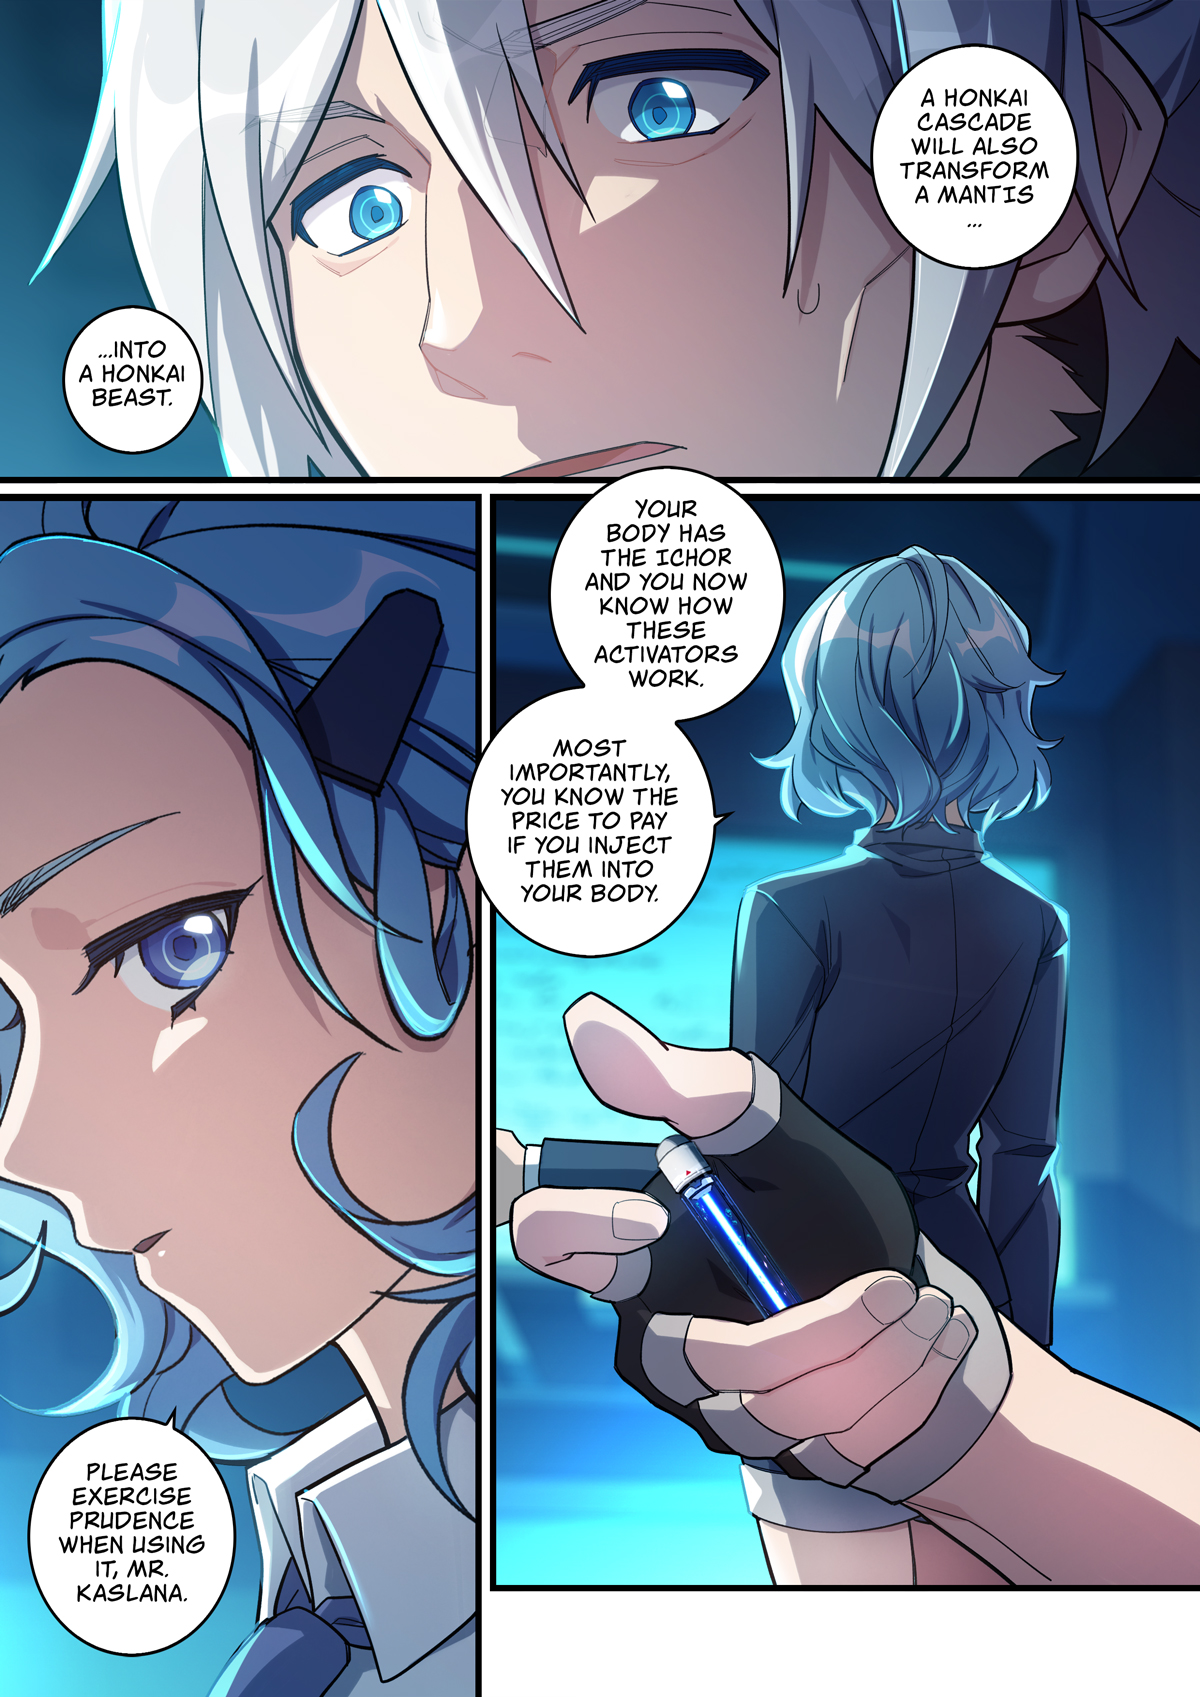 A HONKAI
CASCADE
WILL ALSO
TRANSFORM
A MANTIS
...
...INTO
A HONKAI
BEAST.
YOUR
BODY HAS
THE ICHOR
AND YOU NOW
KNOW HOW
THESE
ACTIVATORS
WORK.
MOST
IMPORTANTLY,
YOU KNOW THE
PRICE TO PAY
IF YOU INJECT
THEM INTO
YOUR BODY.
PLEASE
EXERCISE
PRUDENCE
WHEN USING
IT, MR.
KASLANA.